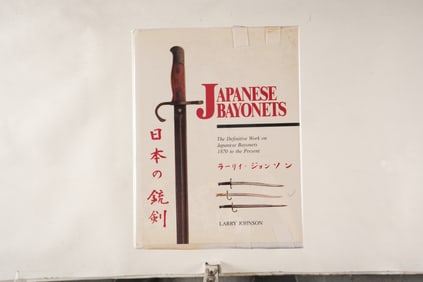 JAPANESE
BAYONETS
The Definitive Work on
Japanese Bayonets
1870 to the Present
ラーリイ・ジョンソン
日本の銃剣
LARRY JOHNSON